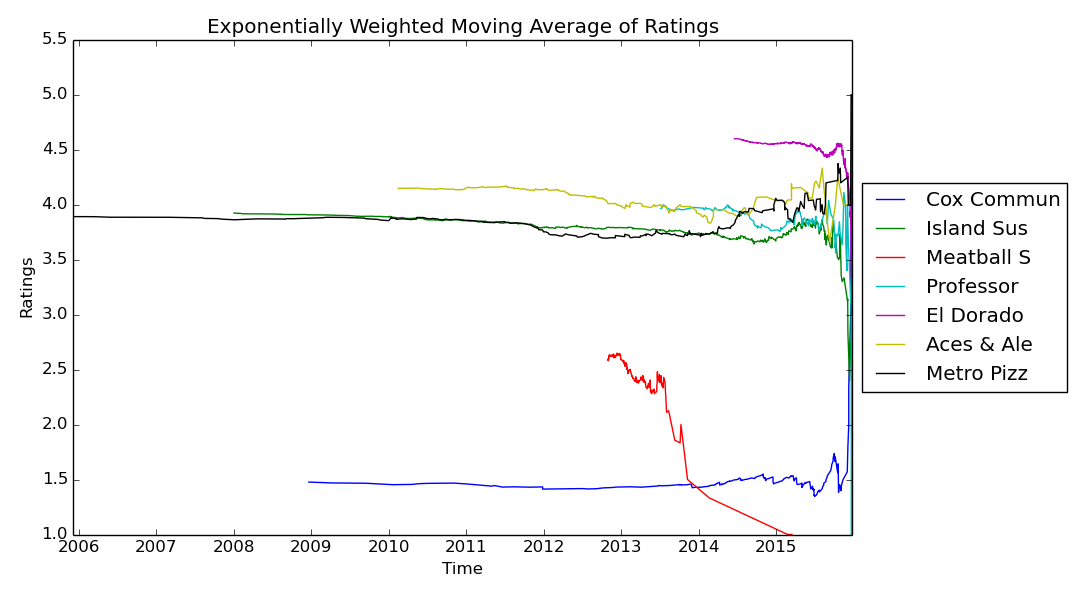 Exponentially Weighted Moving Average of Ratings
5.5
5.0
4.5
4.0
3.5
3.0
2.5
2.0
1.5
1.0
Ratings
2006 2007 2008 2009 2010 2011 2012 2013 2014 2015
Time
Cox Commun
Island Sus
Meatball S
Professor
El Dorado
Aces & Ale
Metro Pizz